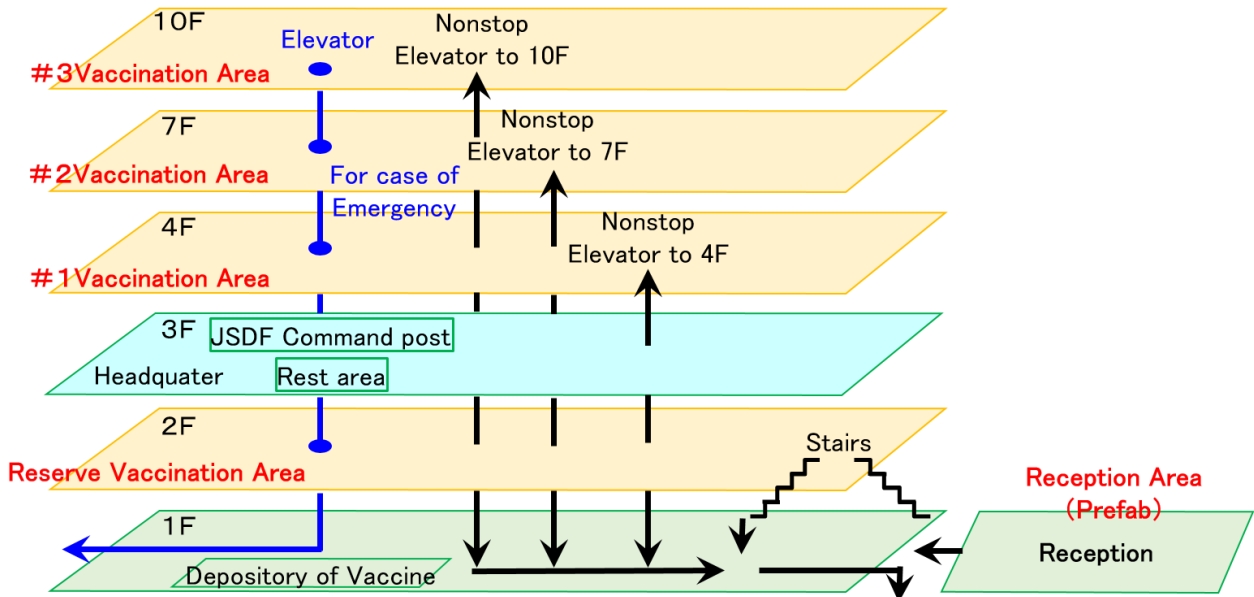 10F
Elevator
Nonstop
Elevator to 10F
#3Vaccination Area
7F
Nonstop
Elevator to 7F
#2Vaccination Area
For case of
Emergency
4F
Nonstop
Elevator to 4F
#1Vaccination Area
3F
JSDF Command post
Headquater
Rest area
2F
Stairs
Reserve Vaccination Area
Reception Area
(Prefab)
1F
Reception
Depository of Vaccine